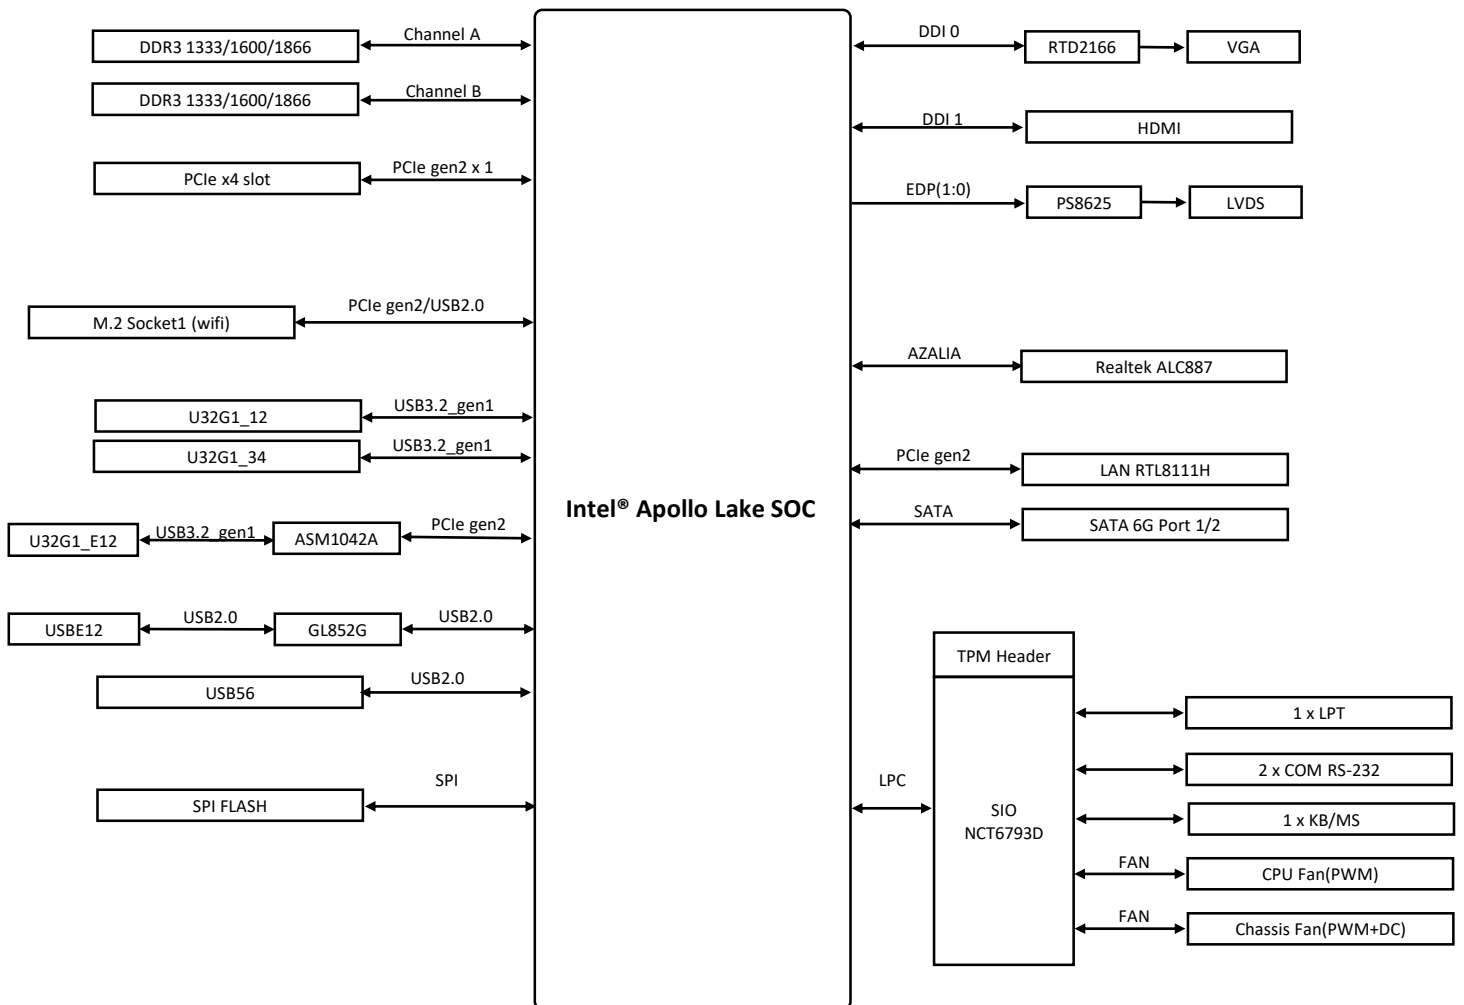 DDR3 1333/1600/1866
Channel A
DDR3 1333/1600/1866
Channel B
PCIe x4 slot
PCIe gen2 x 1
M.2 Socket1 (wifi)
PCIe gen2/USB2.0
U32G1_12
USB3.2_gen1
U32G1_34
USB3.2_gen1
U32G1_E12
USB3.2_gen1
ASM1042A
PCIe gen2
USBE12
USB2.0
GL852G
USB2.0
USB56
USB2.0
SPI FLASH
SPI
Intel® Apollo Lake SOC
DDI 0
RTD2166
VGA
DDI 1
HDMI
EDP(1:0)
PS8625
LVDS
AZALIA
Realtek ALC887
PCIe gen2
LAN RTL8111H
SATA
SATA 6G Port 1/2
LPC
TPM Header
SIO
NCT6793D
1 x LPT
2 x COM RS-232
1 x KB/MS
FAN
CPU Fan(PWM)
FAN
Chassis Fan(PWM+DC)